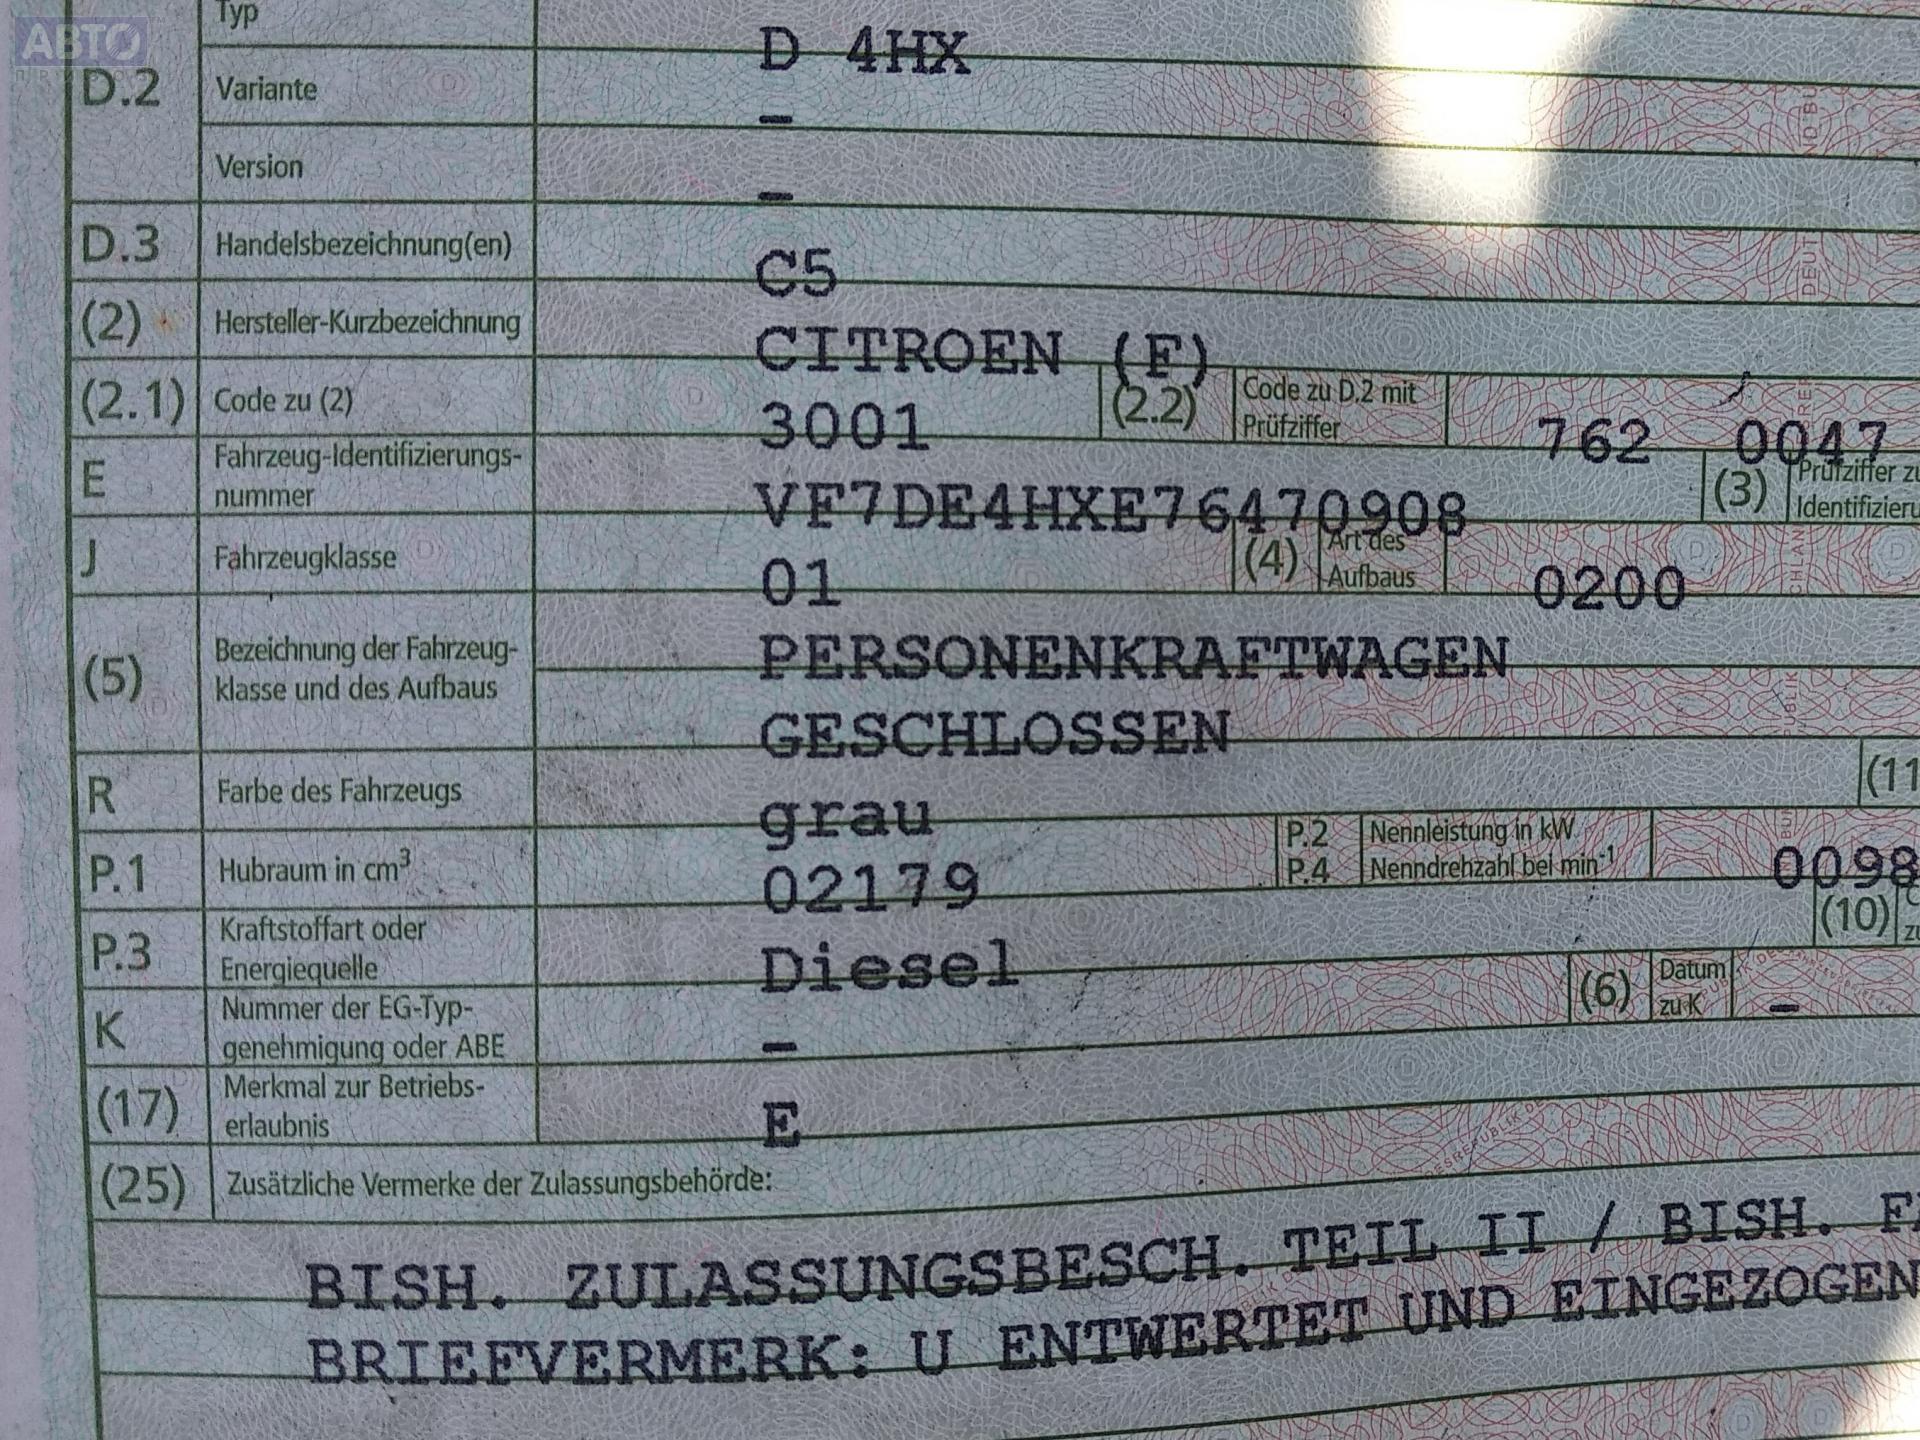 АВТО
Typ
D 4HX
D.2
Variante
–
Version
–
D.3 Handelsbezeichnung(en)
C5
(2) Hersteller-Kurzbezeichnung
CITROEN (F)
(2.1) Code zu (2)
3001
(2.2) Code zu D.2 mit
Prüfziffer
762 0047
E Fahrzeug-Identifizierungs-
nummer
VF7DE4HXE76470908
(3) Prüfziffer zu
J Fahrzeugklasse
01
(4) Art des
Aufbaus
0200
(5) Bezeichnung der Fahrzeug-
klasse und des Aufbaus
PERSONENKRAFTWAGEN
GESCHLOSSEN
R Farbe des Fahrzeugs
grau
(11
P.1 Hubraum in cm³
02179
P.2 Nennleistung in kW
P.4 Nenndrehzahl bei min-1
0098
P.3 Kraftstoffart oder
Energiequelle
Diesel
(10)
K Nummer der EG-Typ-
genehmigung oder ABE
–
(6) Datum
zu K
–
(17) Merkmal zur Betriebs-
erlaubnis
E
(25) Zusätzliche Vermerke der Zulassungsbehörde:
BISH. ZULASSUNGSBESCH. TEIL II / BISH.
BRIEFVERMERK: U ENTWERTET UND EINGEZOGEN